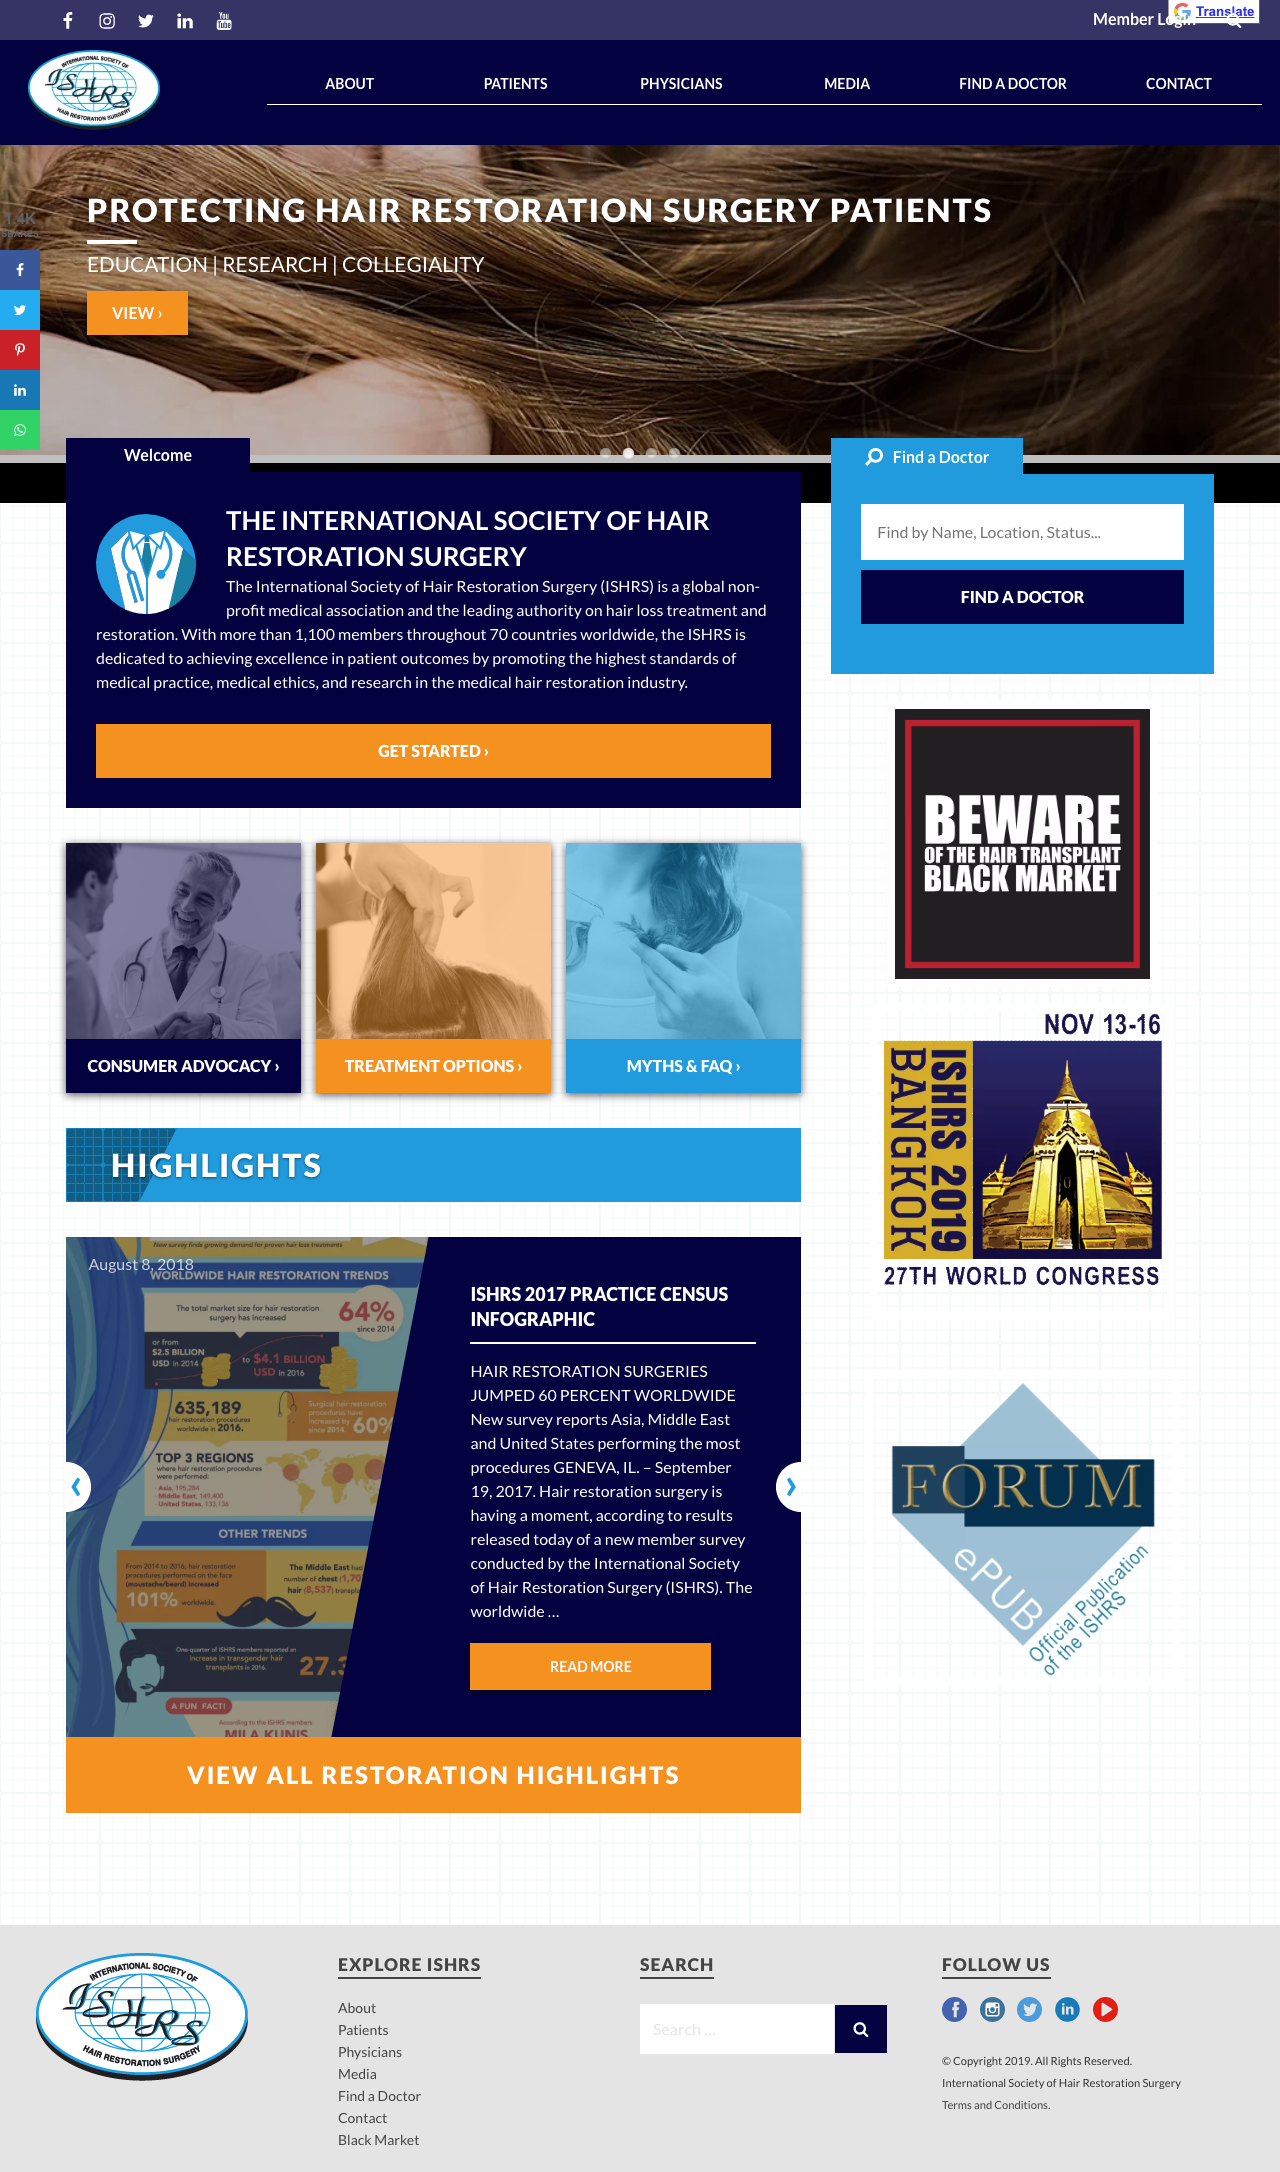 Member Login
Translate
INTERNATIONAL SOCIETY OF
ISHRS
HAIR RESTORATION SURGERY
ABOUT
PATIENTS
PHYSICIANS
MEDIA
FIND A DOCTOR
CONTACT
PROTECTING HAIR RESTORATION SURGERY PATIENTS
EDUCATION | RESEARCH | COLLEGIALITY
VIEW ›
1.4K
SHARES
Welcome
THE INTERNATIONAL SOCIETY OF HAIR
RESTORATION SURGERY
The International Society of Hair Restoration Surgery (ISHRS) is a global non-
profit medical association and the leading authority on hair loss treatment and
restoration. With more than 1,100 members throughout 70 countries worldwide, the ISHRS is
dedicated to achieving excellence in patient outcomes by promoting the highest standards of
medical practice, medical ethics, and research in the medical hair restoration industry.
GET STARTED ›
Find a Doctor
Find by Name, Location, Status...
FIND A DOCTOR
BEWARE
OF THE HAIR TRANSPLANT
BLACK MARKET
CONSUMER ADVOCACY ›
TREATMENT OPTIONS ›
MYTHS & FAQ ›
NOV 13-16
ISHRS 2019
BANGKOK
27TH WORLD CONGRESS
HIGHLIGHTS
August 8, 2018
New survey finds growing demand for proven hair loss treatments
WORLDWIDE HAIR RESTORATION TRENDS
The total market size for hair restoration
surgery has increased
64%
since 2014
or from
$2.5 BILLION
USD in 2014
to $4.1 BILLION
USD in 2016
635,189
hair restoration procedures
worldwide in 2016.
Surgical hair restoration
procedures have
increased by
since 2014
60%
TOP 3 REGIONS
where hair restoration procedures
were performed:
- Asia, 195,284
- Middle East, 149,400
- United States, 133,136
OTHER TRENDS
From 2014 to 2016, hair restoration
procedures performed on the face
(moustache/beard) increased
101% worldwide.
The Middle East had
number of chest (1,70
hair (8,537) transpla
One-quarter of ISHRS members reported an
increase in transgender hair
transplants in 2016.
27.3
A FUN FACT!
According to the ISHRS members
MILA KUNIS
ISHRS 2017 PRACTICE CENSUS
INFOGRAPHIC
HAIR RESTORATION SURGERIES
JUMPED 60 PERCENT WORLDWIDE
New survey reports Asia, Middle East
and United States performing the most
procedures GENEVA, IL. – September
19, 2017. Hair restoration surgery is
having a moment, according to results
released today of a new member survey
conducted by the International Society
of Hair Restoration Surgery (ISHRS). The
worldwide …
READ MORE
VIEW ALL RESTORATION HIGHLIGHTS
FORUM
ePUB
Official Publication
of the ISHRS
INTERNATIONAL SOCIETY OF
ISHRS
HAIR RESTORATION SURGERY
EXPLORE ISHRS
About
Patients
Physicians
Media
Find a Doctor
Contact
Black Market
SEARCH
Search …
FOLLOW US
© Copyright 2019. All Rights Reserved.
International Society of Hair Restoration Surgery
Terms and Conditions.